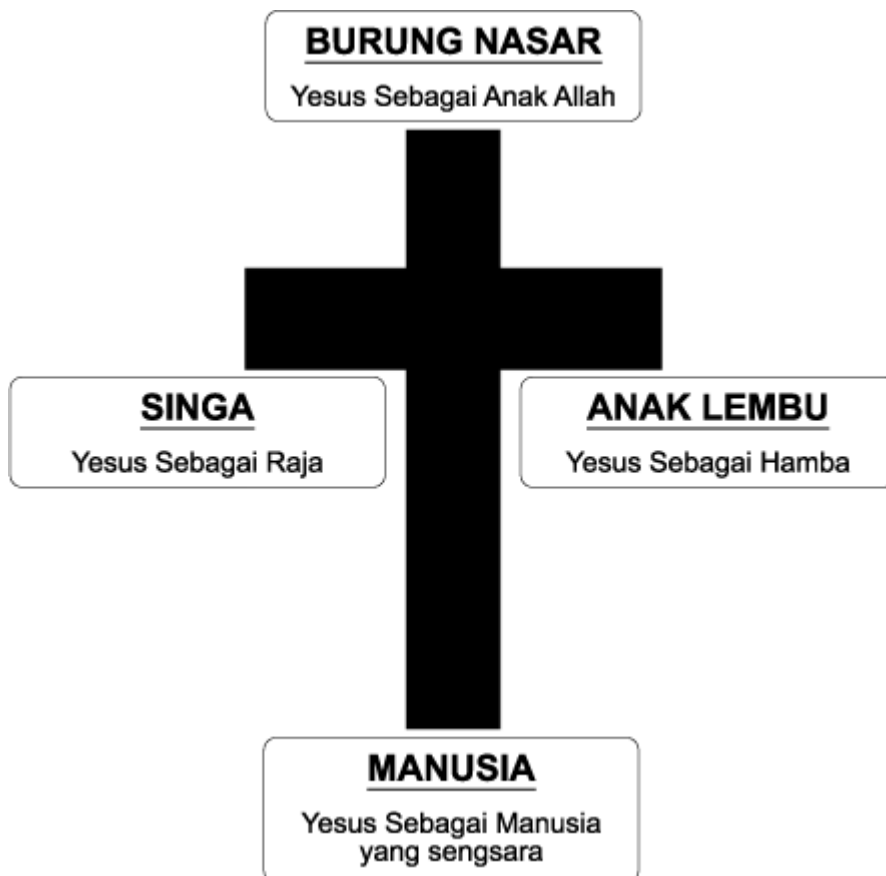 BURUNG NASAR
Yesus Sebagai Anak Allah
SINGA
Yesus Sebagai Raja
ANAK LEMBU
Yesus Sebagai Hamba
MANUSIA
Yesus Sebagai Manusia
yang sengsara